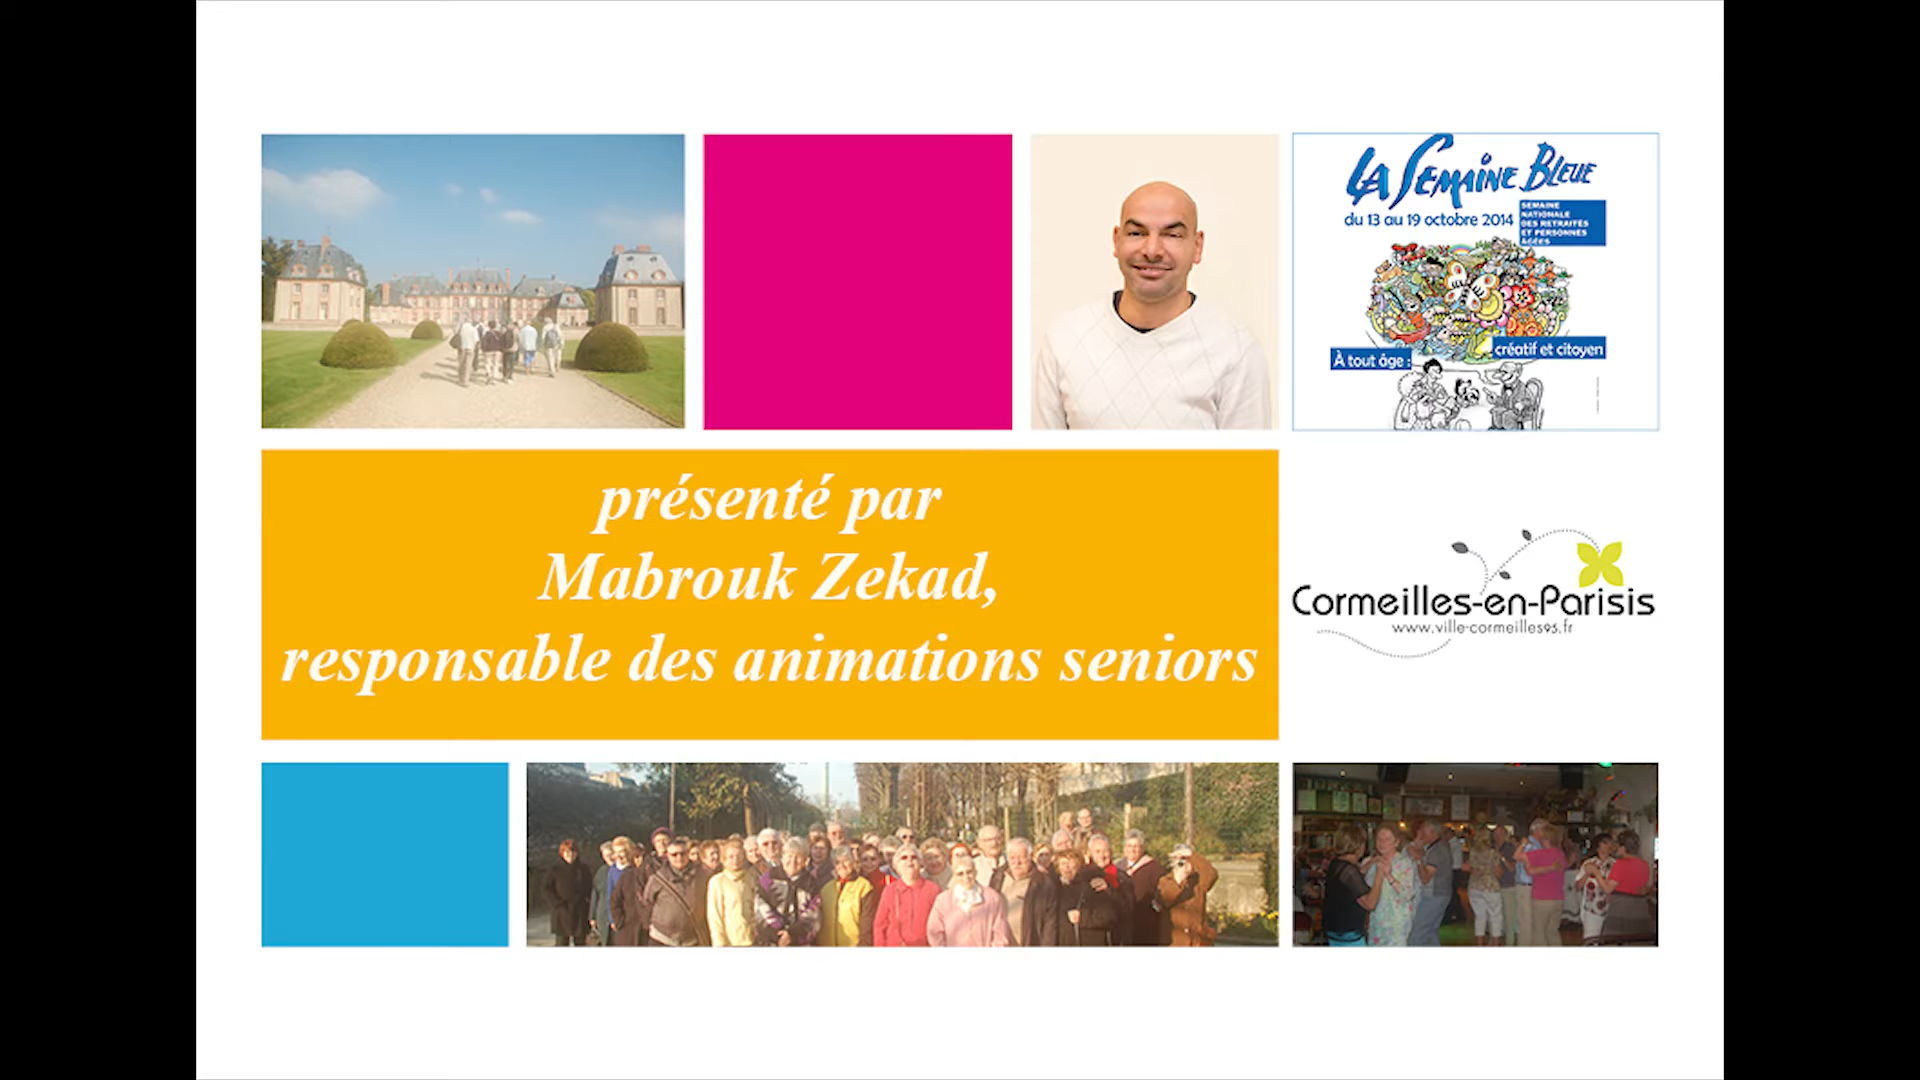 LA SEMAINE BLEUE
du 13 au 19 octobre 2014
SEMAINE
NATIONALE
DES RETRAITÉS
ET PERSONNES
ÂGÉES
À tout âge :
créatif et citoyen
présenté par
Mabrouk Zekad,
responsable des animations seniors
Cormeilles-en-Parisis
www.ville-cormeilles95.fr